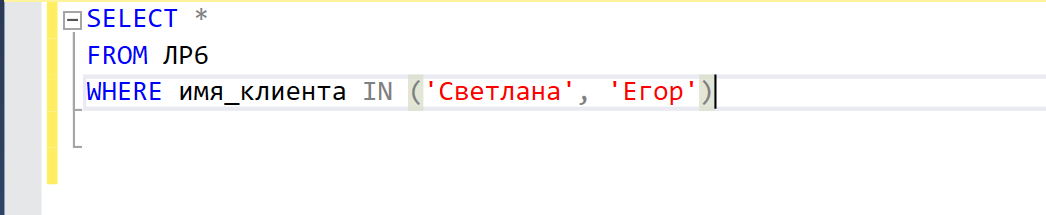 SELECT *
FROM ЛР6
WHERE имя_клиента IN ('Светлана', 'Егор')